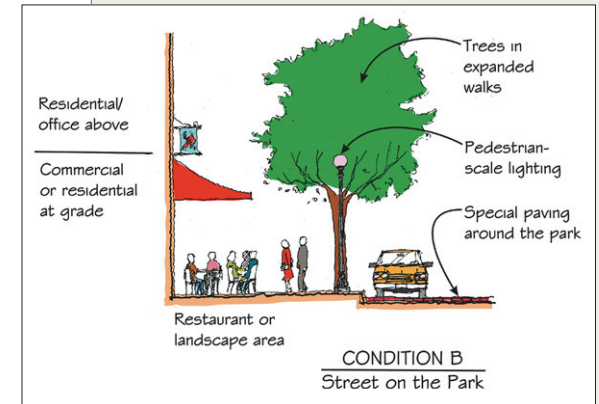 Trees in
expanded
walks
Residential/
office above
Commercial
or residential
at grade
Pedestrian-
scale lighting
Special paving
around the park
Restaurant or
landscape area
CONDITION B
Street on the Park